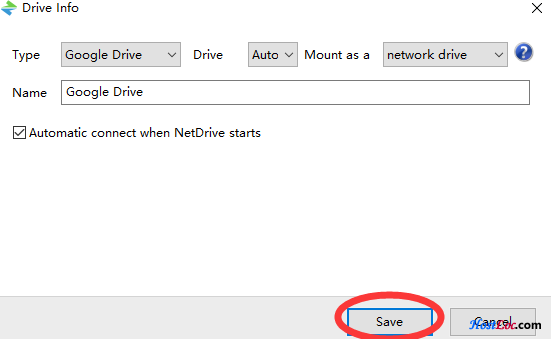 Drive Info
Type Google Drive Drive Auto Mount as a network drive ?
Name Google Drive
Automatic connect when NetDrive starts
Save Cancel
HostLoc.com